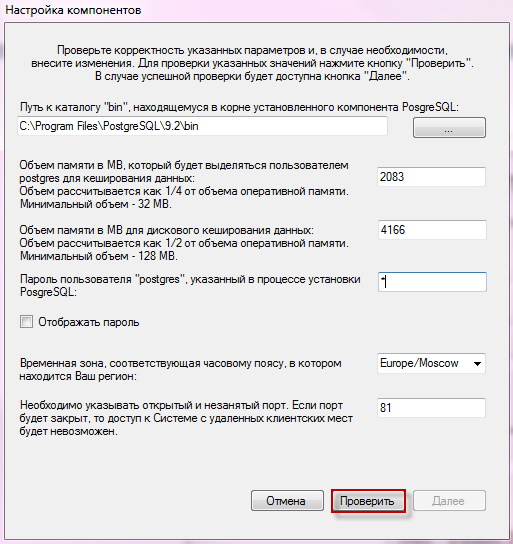 Настройка компонентов
Проверьте корректность указанных параметров и, в случае необходимости,
внесите изменения. Для проверки указанных значений нажмите кнопку "Проверить".
В случае успешной проверки будет доступна кнопка "Далее".
Путь к каталогу "bin", находящемуся в корне установленного компонента PosgreSQL:
C:\Program Files\PostgreSQL\9.2\bin
...
Объем памяти в МВ, который будет выделяться пользователем
postgres для кеширования данных:
Объем рассчитывается как 1/4 от объема оперативной памяти.
Минимальный объем - 32 МВ.
2083
Объем памяти в МВ для дискового кеширования данных:
Объем рассчитывается как 1/2 от объема оперативной памяти.
Минимальный объем - 128 МВ.
4166
Пароль пользователя "postgres", указанный в процессе установки
PosgreSQL:
*
Отображать пароль
Временная зона, соответствующая часовому поясу, в котором
находится Ваш регион:
Europe/Moscow
Необходимо указывать открытый и незанятый порт. Если порт
будет закрыт, то доступ к Системе с удаленных клиентских мест
будет невозможен.
81
Отмена
Проверить
Далее